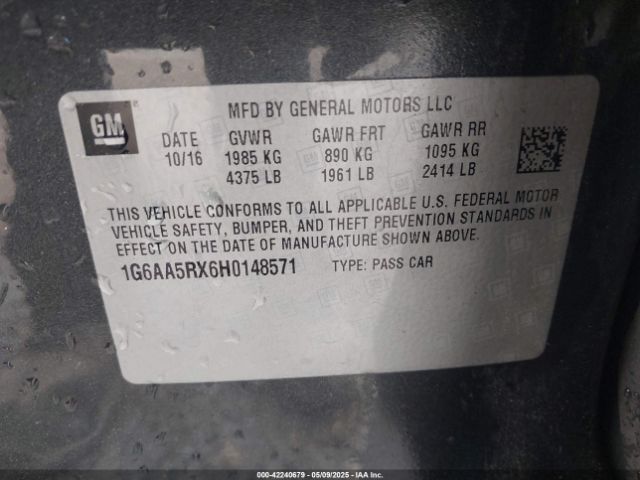 GM
MFD BY GENERAL MOTORS LLC
DATE GVWR GAWR FRT GAWR RR
10/16 1985 KG 890 KG 1095 KG
4375 LB 1961 LB 2414 LB
THIS VEHICLE CONFORMS TO ALL APPLICABLE U.S. FEDERAL MOTOR
VEHICLE SAFETY, BUMPER, AND THEFT PREVENTION STANDARDS IN
EFFECT ON THE DATE OF MANUFACTURE SHOWN ABOVE.
1G6AA5RX6H0148571 TYPE: PASS CAR
000-42240679 - 05/09/2025 - IAA Inc.